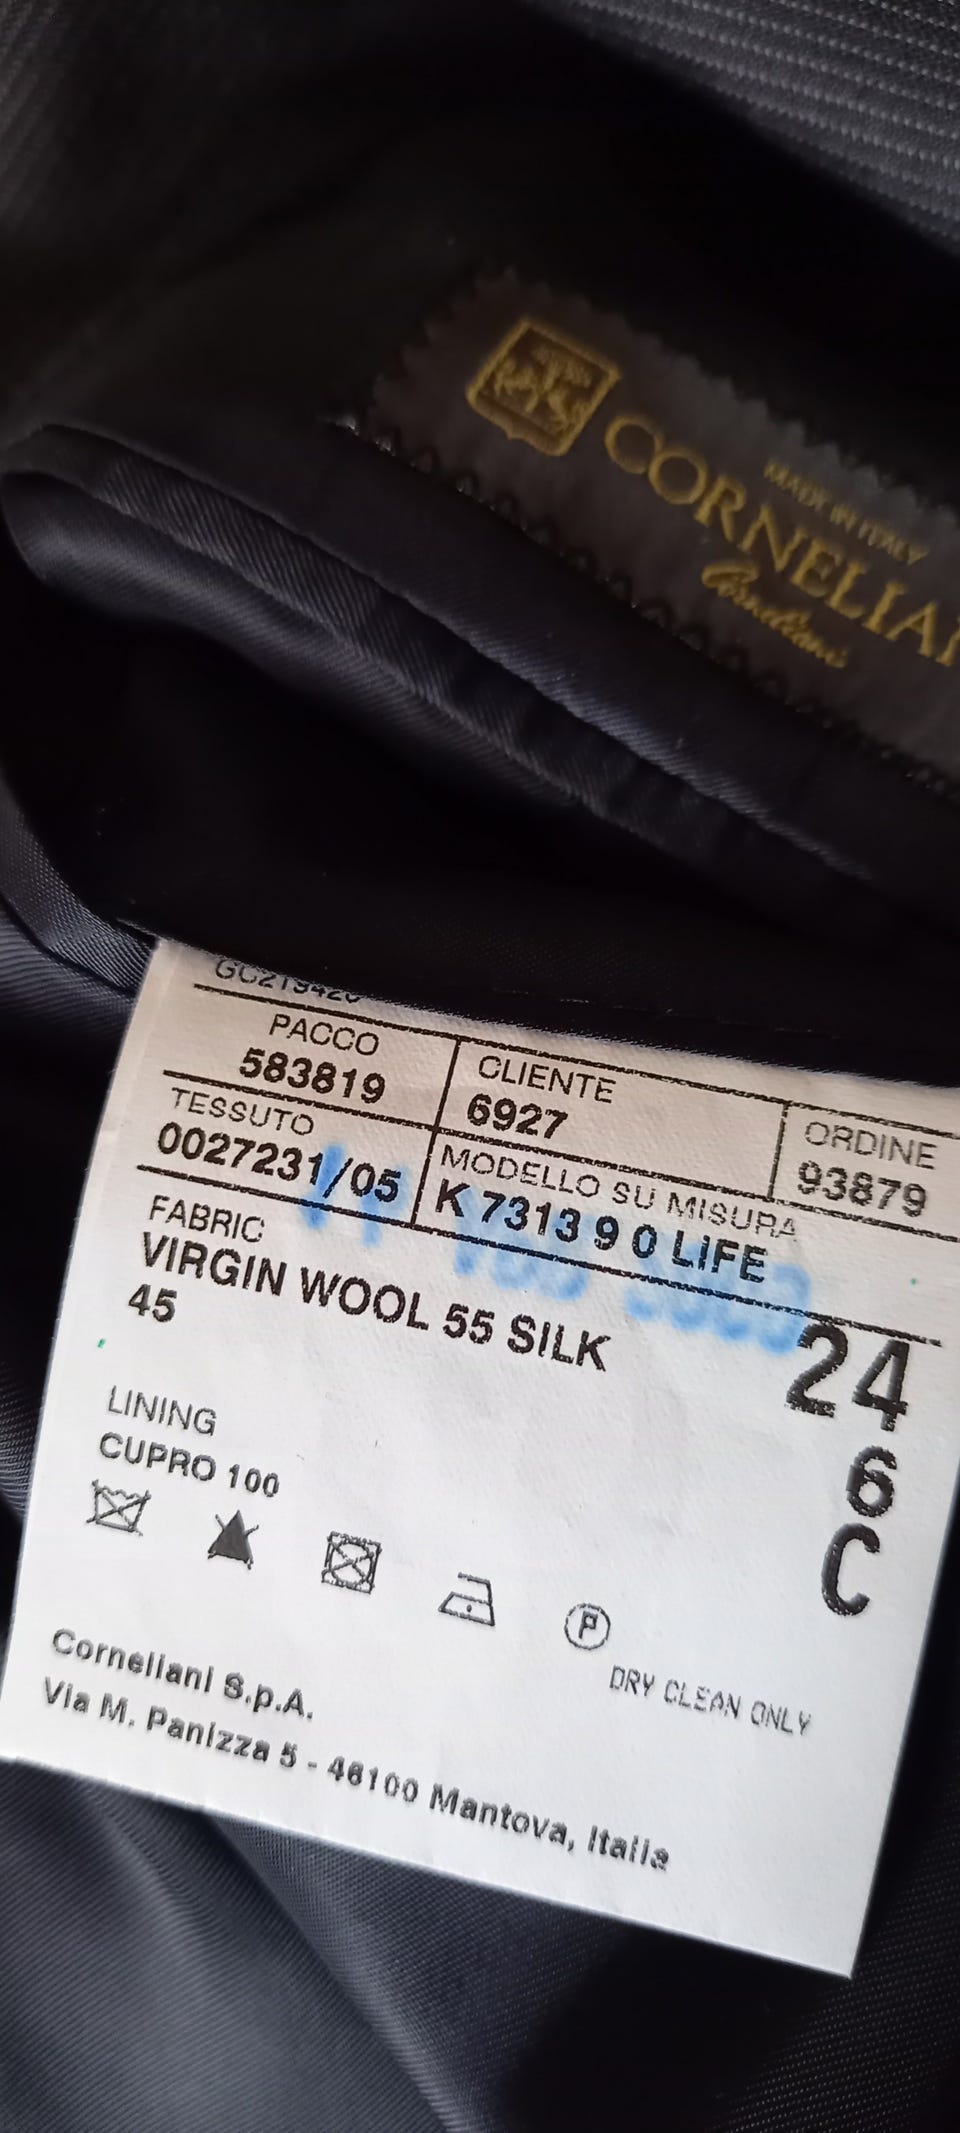 MADE IN ITALY
CORNELIANI
Corneliani
PACCO
583819
CLIENTE
6927
ORDINE
93879
TESSUTO
0027231/05
MODELLO SU MISURA
K 7313 9 0 LIFE
FABRIC
VIRGIN WOOL 55 SILK
45
24
6
C
LINING
CUPRO 100
P
DRY CLEAN ONLY
Corneliani S.p.A.
Via M. Panizza 5 - 46100 Mantova, Italia